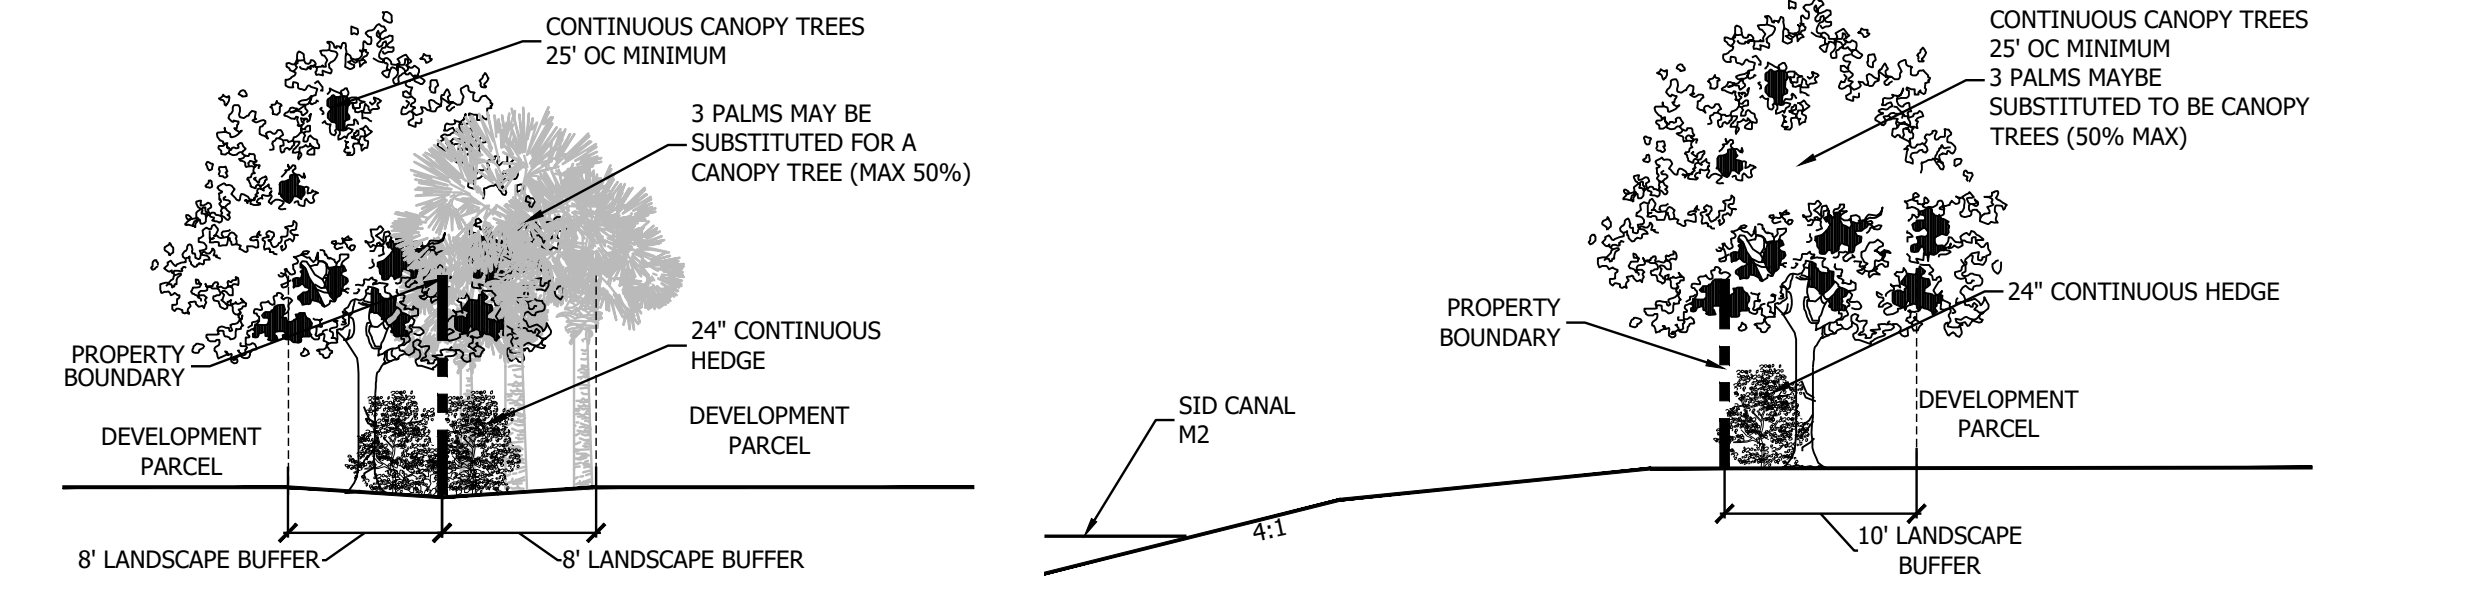 CONTINUOUS CANOPY TREES
25' OC MINIMUM
3 PALMS MAY BE
SUBSTITUTED FOR A
CANOPY TREE (MAX 50%)
24" CONTINUOUS
HEDGE
PROPERTY
BOUNDARY
DEVELOPMENT
PARCEL
DEVELOPMENT
PARCEL
8' LANDSCAPE BUFFER
8' LANDSCAPE BUFFER
CONTINUOUS CANOPY TREES
25' OC MINIMUM
3 PALMS MAYBE
SUBSTITUTED TO BE CANOPY
TREES (50% MAX)
24" CONTINUOUS HEDGE
PROPERTY
BOUNDARY
SID CANAL
M2
DEVELOPMENT
PARCEL
4:1
10' LANDSCAPE
BUFFER